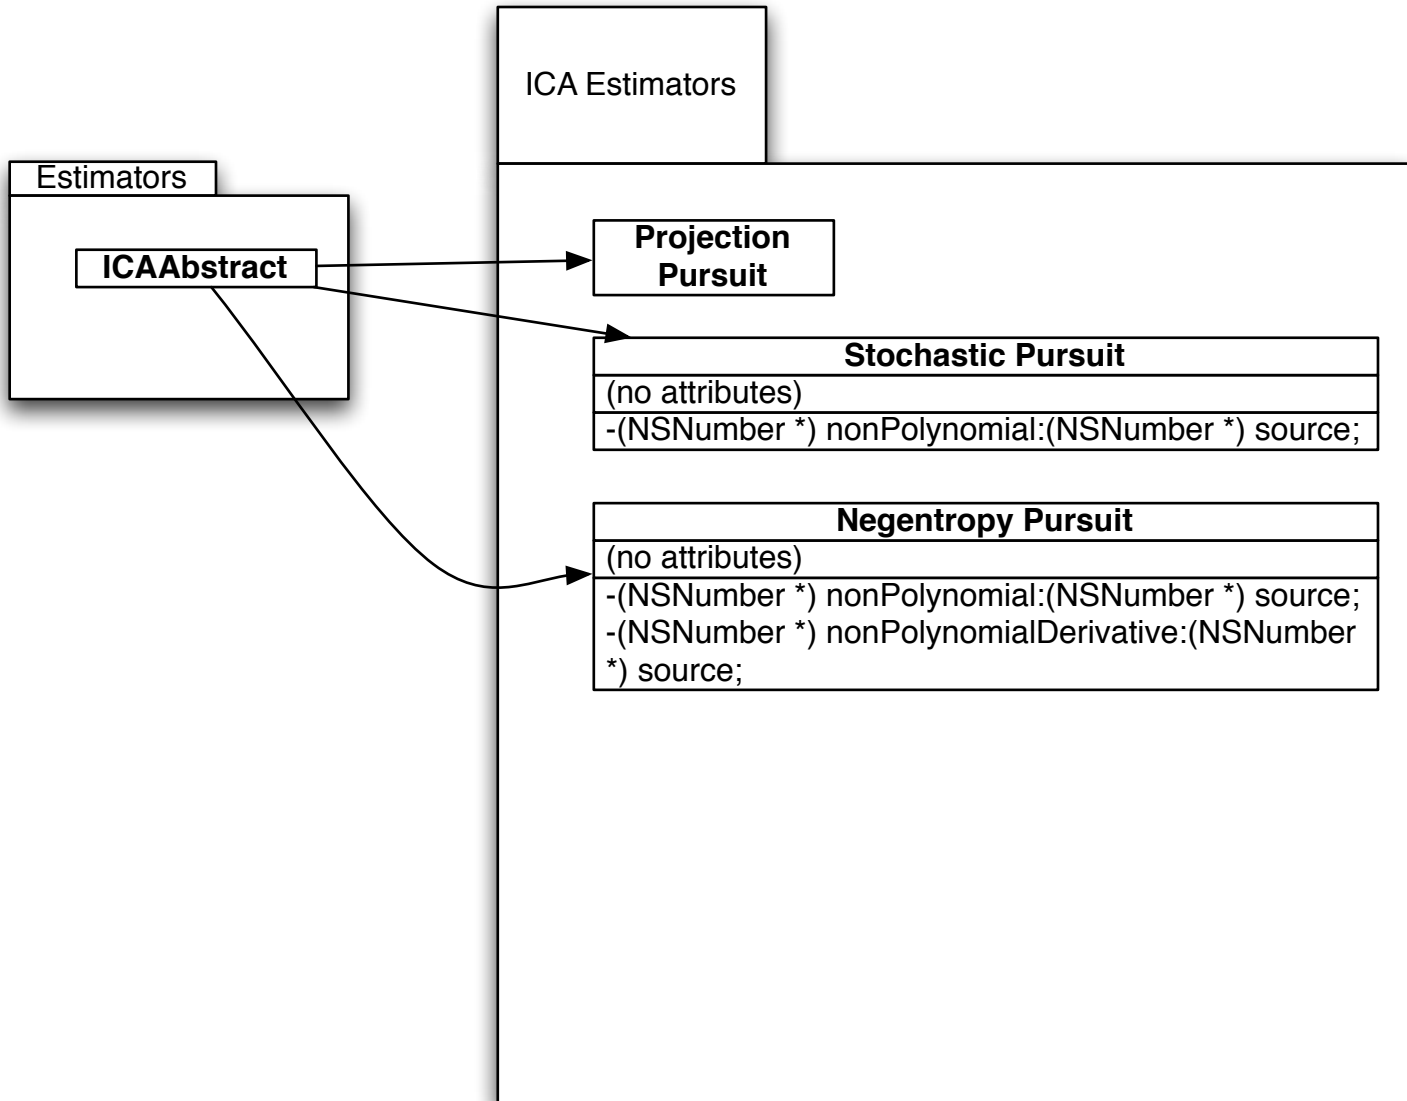 ICA Estimators
Estimators
ICAAbstract
Projection
Pursuit
Stochastic Pursuit
(no attributes)
-(NSNumber *) nonPolynomial:(NSNumber *) source;
Negentropy Pursuit
(no attributes)
-(NSNumber *) nonPolynomial:(NSNumber *) source;
-(NSNumber *) nonPolynomialDerivative:(NSNumber
*) source;